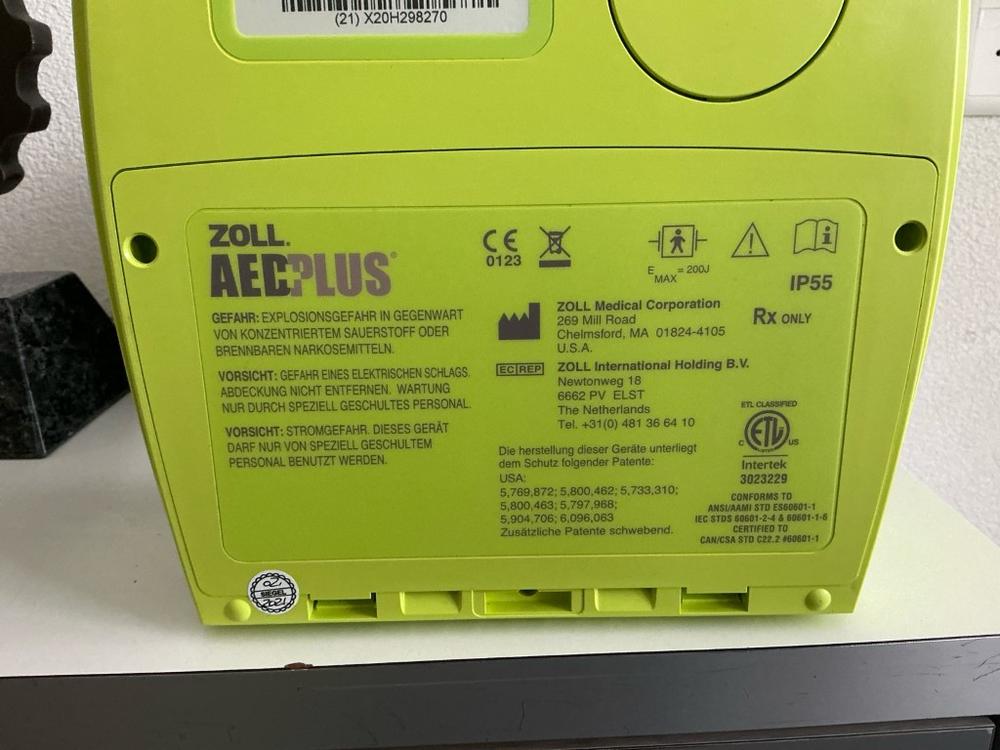 (21) X20H298270
ZOLL.
AED PLUS®
GEFAHR: EXPLOSIONSGEFAHR IN GEGENWART
VON KONZENTRIERTEM SAUERSTOFF ODER
BRENNBAREN NARKOSEMITTELN.
VORSICHT: GEFAHR EINES ELEKTRISCHEN SCHLAGS.
ABDECKUNG NICHT ENTFERNEN. WARTUNG
NUR DURCH SPEZIELL GESCHULTES PERSONAL.
VORSICHT: STROMGEFAHR. DIESES GERÄT
DARF NUR VON SPEZIELL GESCHULTEM
PERSONAL BENUTZT WERDEN.
CE
0123
E MAX = 200J
IP55
ZOLL Medical Corporation
269 Mill Road
Chelmsford, MA 01824-4105
U.S.A.
Rx ONLY
EC REP
ZOLL International Holding B.V.
Newtonweg 18
6662 PV ELST
The Netherlands
Tel. +31(0) 481 36 64 10
Die herstellung dieser Geräte unterliegt
dem Schutz folgender Patente:
USA:
5,769,872; 5,800,462; 5,733,310;
5,800,463; 5,797,968;
5,904,706; 6,096,063
Zusätzliche Patente schwebend.
ETL CLASSIFIED
C ETL US
Intertek
3023229
CONFORMS TO
ANSI/AAMI STD ES60601-1
IEC STDS 60601-2-4 & 60601-1-6
CERTIFIED TO
CAN/CSA STD C22.2 #60601-1
SIEGEL
2021